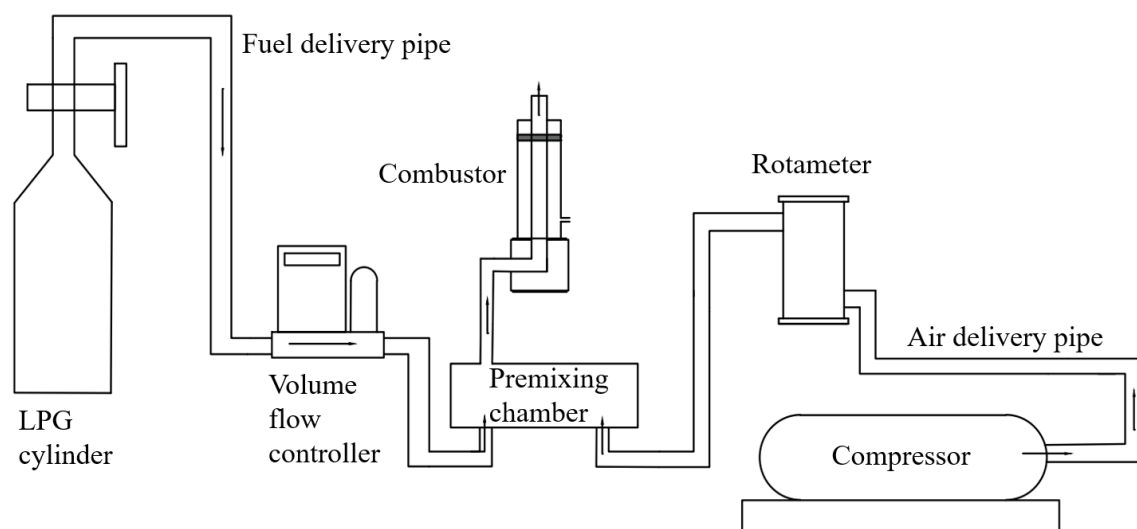 Fuel delivery pipe
Combustor
Rotameter
Air delivery pipe
Premixing
chamber
Volume
flow
controller
LPG
cylinder
Compressor